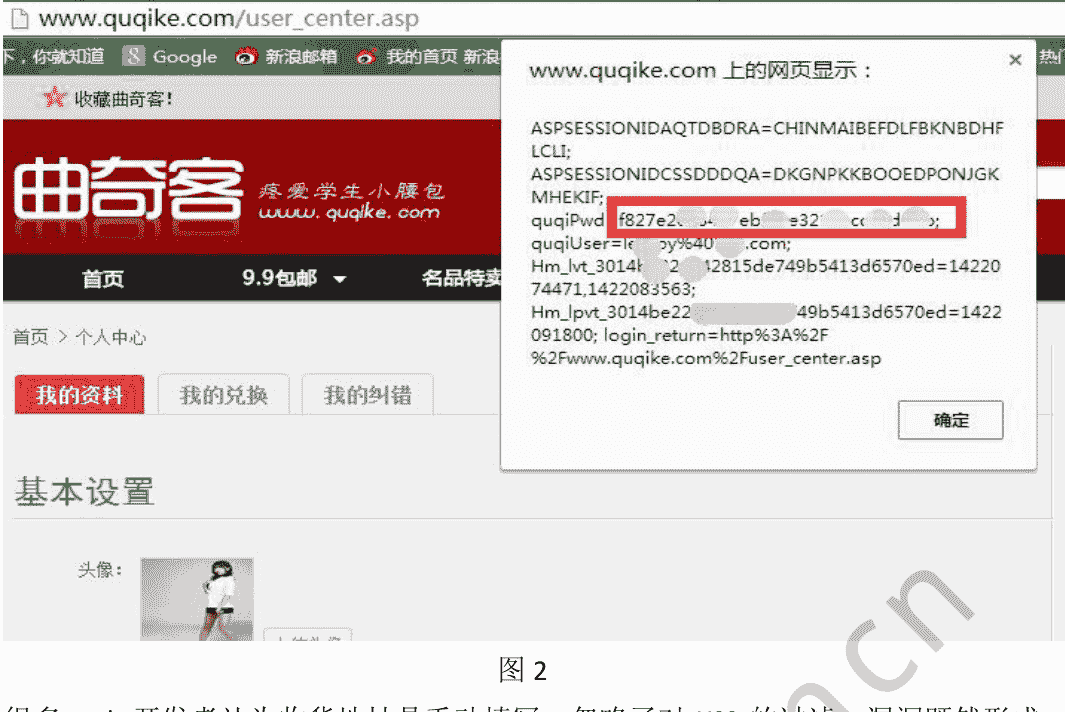 www.quqike.com/user_center.asp
下，你就知道 Google 新浪邮箱 我的首页 新浪
热门
收藏曲奇客!
曲奇客
疼爱学生小腰包
www.quqike.com
首页 9.9包邮 名品特卖
首页 > 个人中心
我的资料 我的兑换 我的纠错
基本设置
头像:
www.quqike.com 上的网页显示：
ASPSESSIONIDAQTDBDRA=CHINMAIBEFDLFBKNBDHF
LCLI;
ASPSESSIONIDCSSDDDQA=DKGNPKKBOOEDPONJGK
MHEKIF;
quqiPwd
quqiUser= %40 .com;
Hm_lvt_3014 42815de749b5413d6570ed=14220
74471,1422083563;
Hm_lpvt_3014be22 49b5413d6570ed=1422
091800; login_return=http%3A%2F
%2Fwww.quqike.com%2Fuser_center.asp
确定
图 2